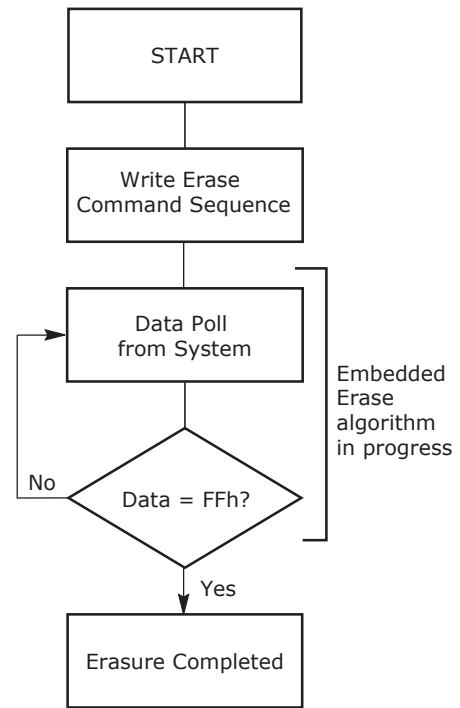 START
Write Erase
Command Sequence
Data Poll
from System
Embedded
Erase
algorithm
in progress
No
Data = FFh?
Yes
Erasure Completed